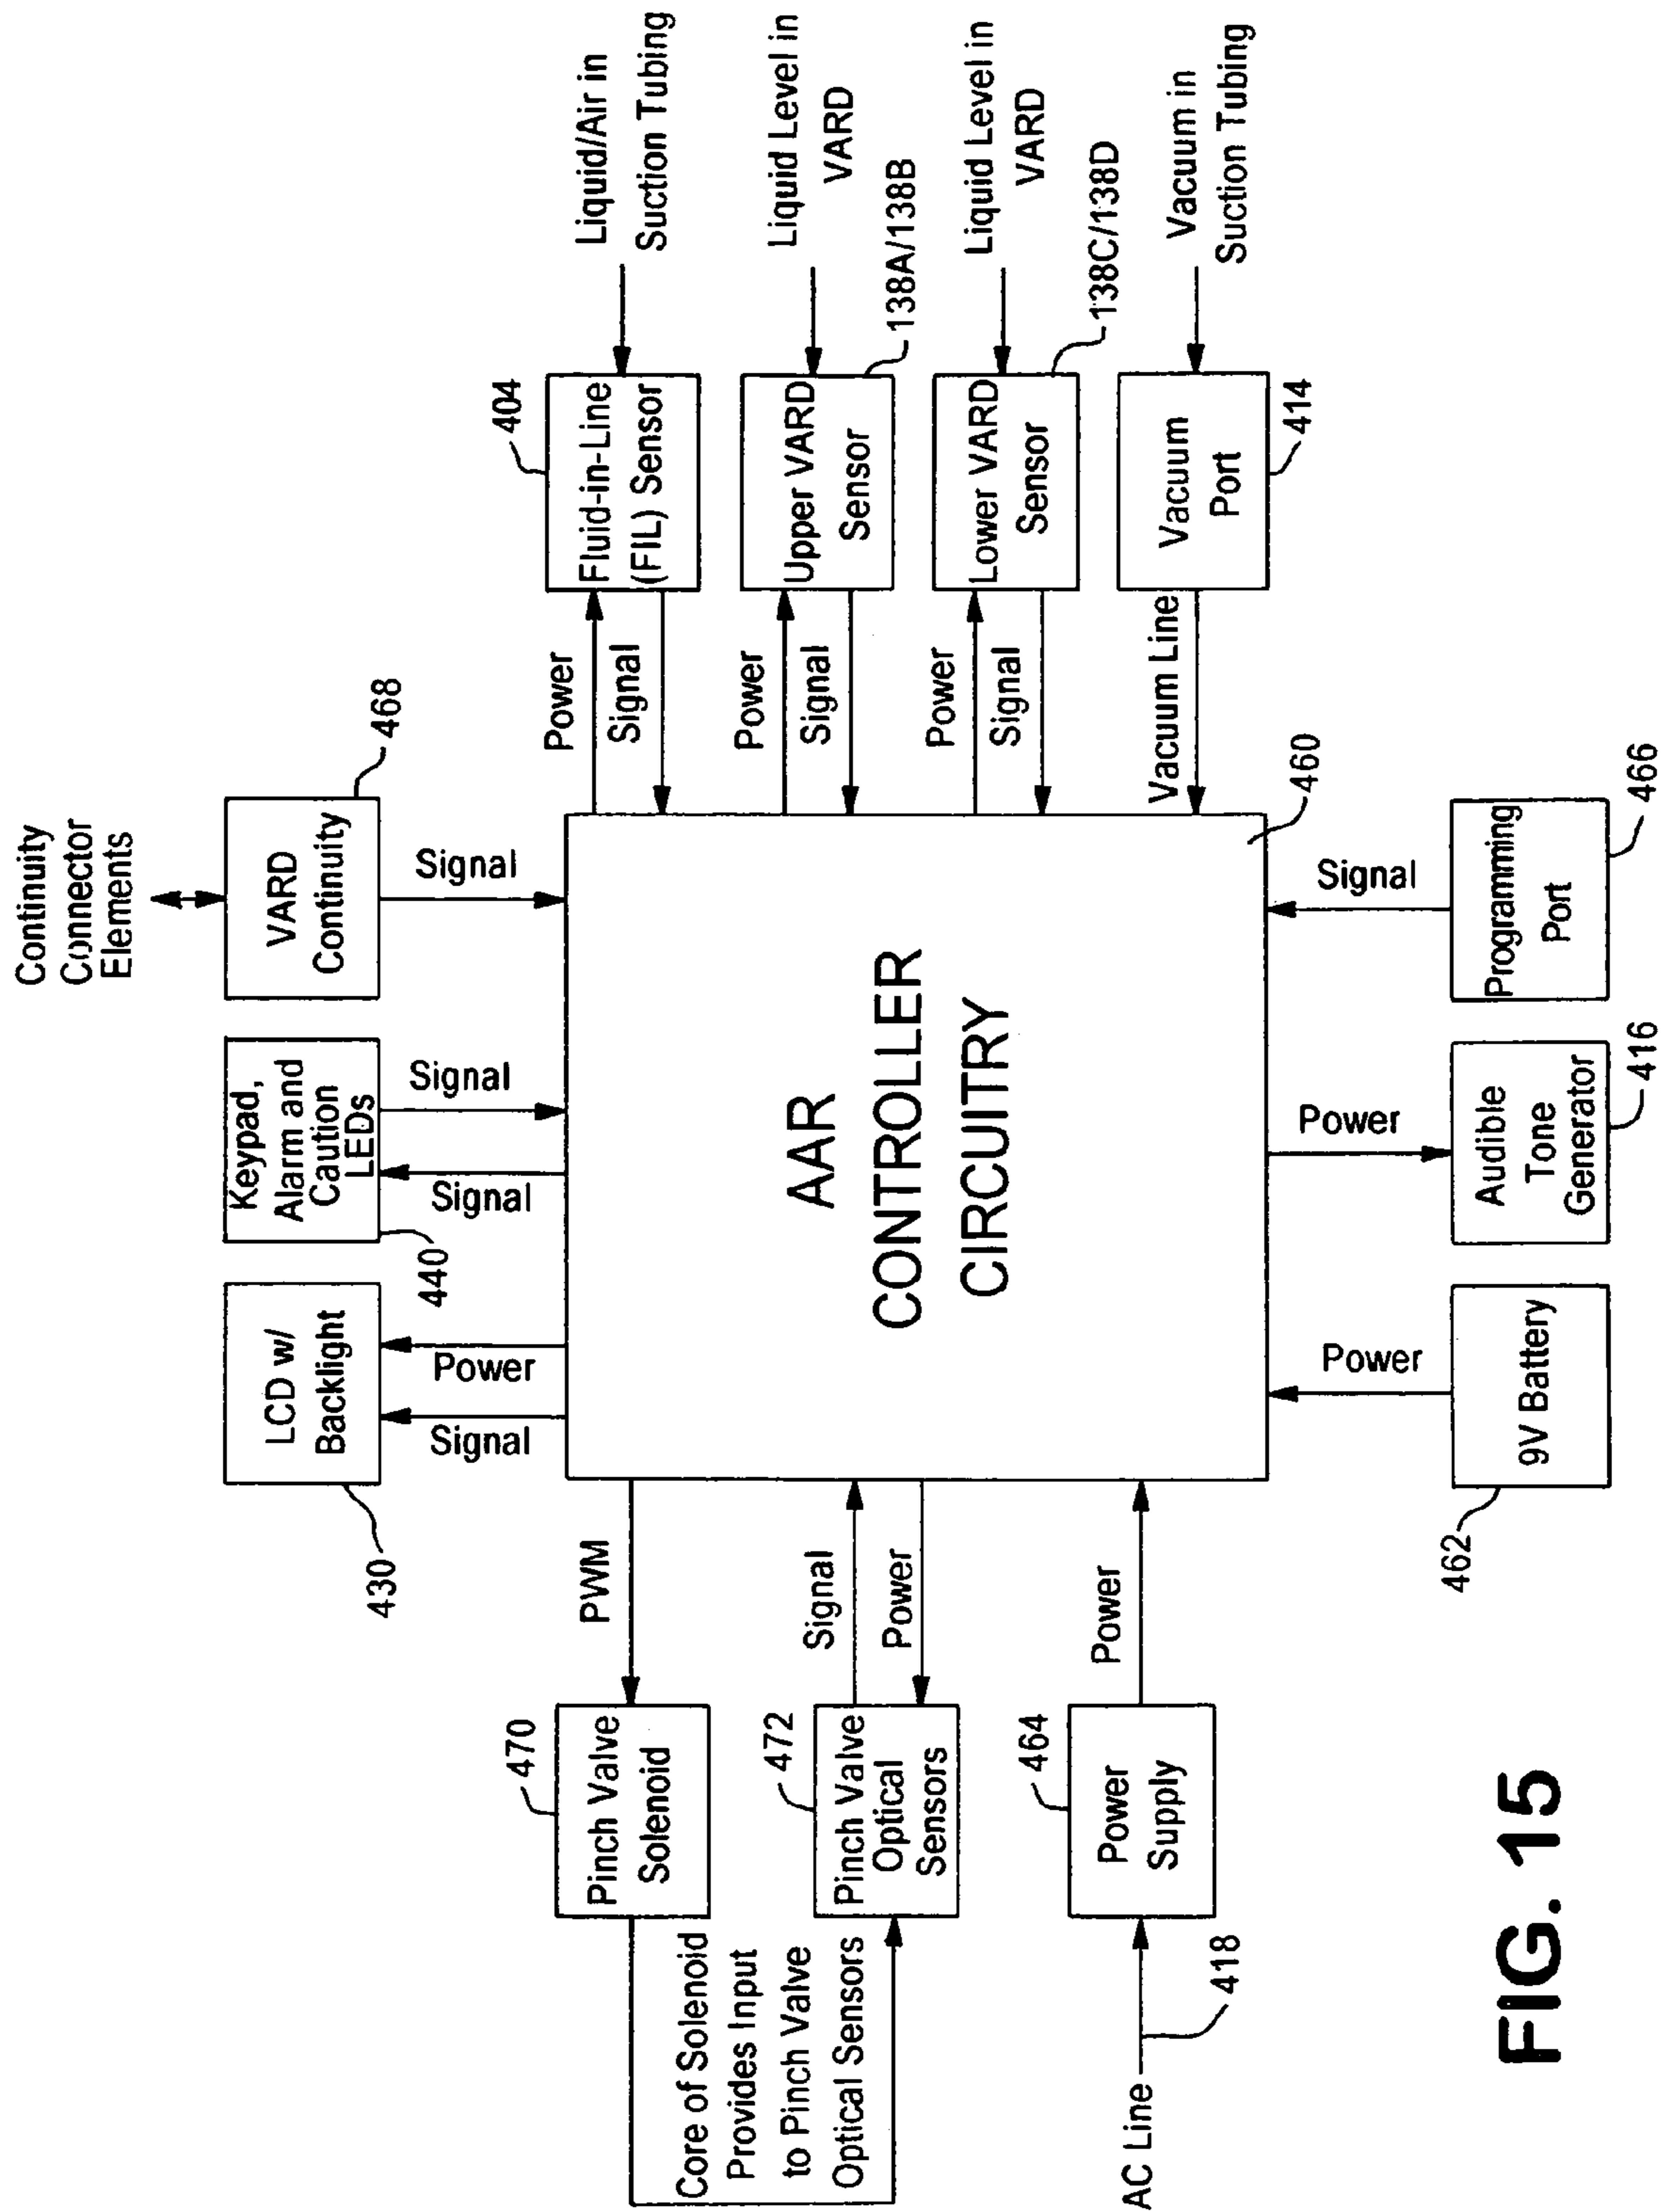 Continuity
Connector
Elements
LCD w/
Backlight
430
Keypad,
Alarm and
Caution
LEDs
440
VARD
Continuity
468
Signal
Power
Signal
Signal
Signal
Pinch Valve
Solenoid
470
PWM
Core of Solenoid
Provides Input
to Pinch Valve
Optical Sensors
Pinch Valve
Optical
Sensors
472
Signal
Power
AC Line
418
Power
Supply
464
Power
AAR
CONTROLLER
CIRCUITRY
460
Power
Signal
Fluid-in-Line
(FIL) Sensor
404
Liquid/Air in
Suction Tubing
Power
Signal
Upper VARD
Sensor
138A/138B
Liquid Level in
VARD
Power
Signal
Lower VARD
Sensor
138C/138D
Liquid Level in
VARD
Vacuum Line
Vacuum
Port
414
Vacuum in
Suction Tubing
Power
9V Battery
462
Power
Audible
Tone
Generator
416
Signal
Programming
Port
466
FIG. 15